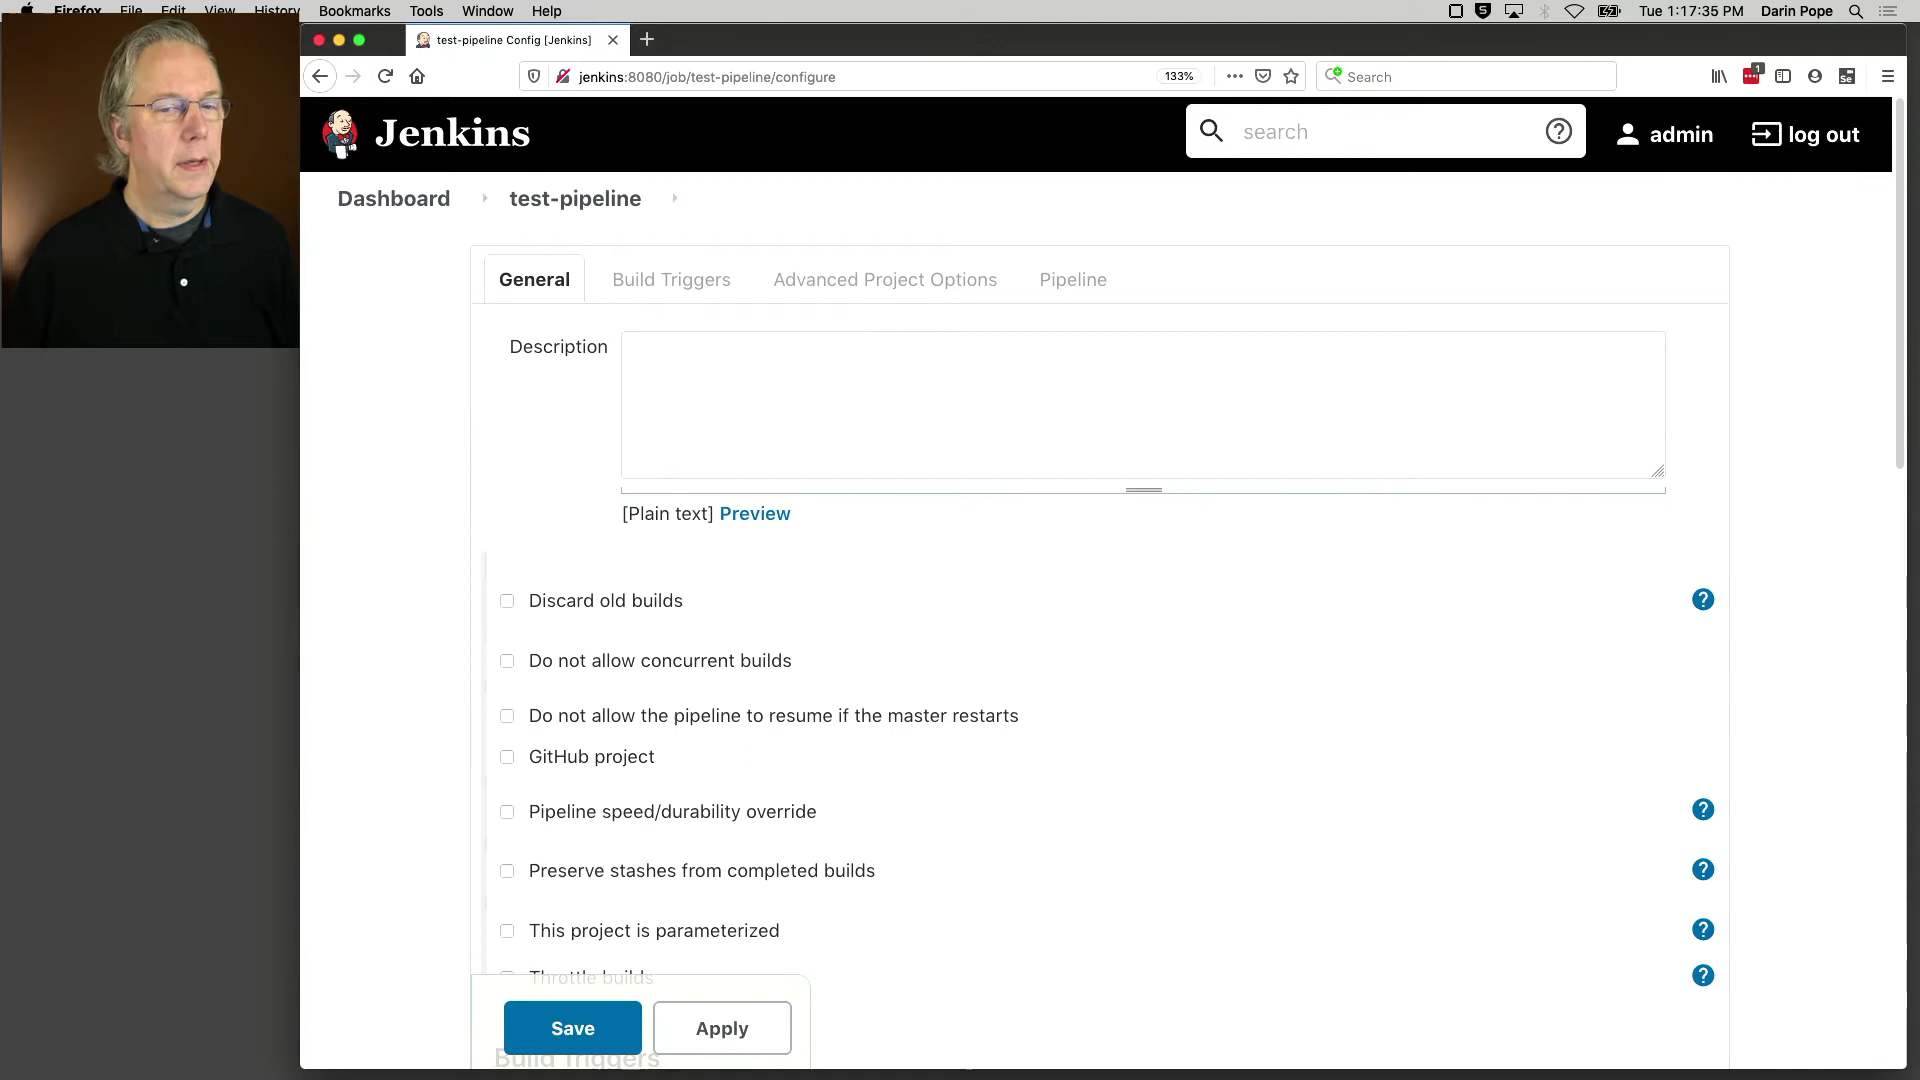 Firefox File Edit View History Bookmarks Tools Window Help Tue 1:17:35 PM Darin Pope
test-pipeline Config [Jenkins]
jenkins:8080/job/test-pipeline/configure 133% Search 1 Se
Jenkins search admin log out
Dashboard test-pipeline
General Build Triggers Advanced Project Options Pipeline
Description
[Plain text] Preview
Discard old builds
Do not allow concurrent builds
Do not allow the pipeline to resume if the master restarts
GitHub project
Pipeline speed/durability override
Preserve stashes from completed builds
This project is parameterized
Throttle builds
Save Apply
Build Triggers